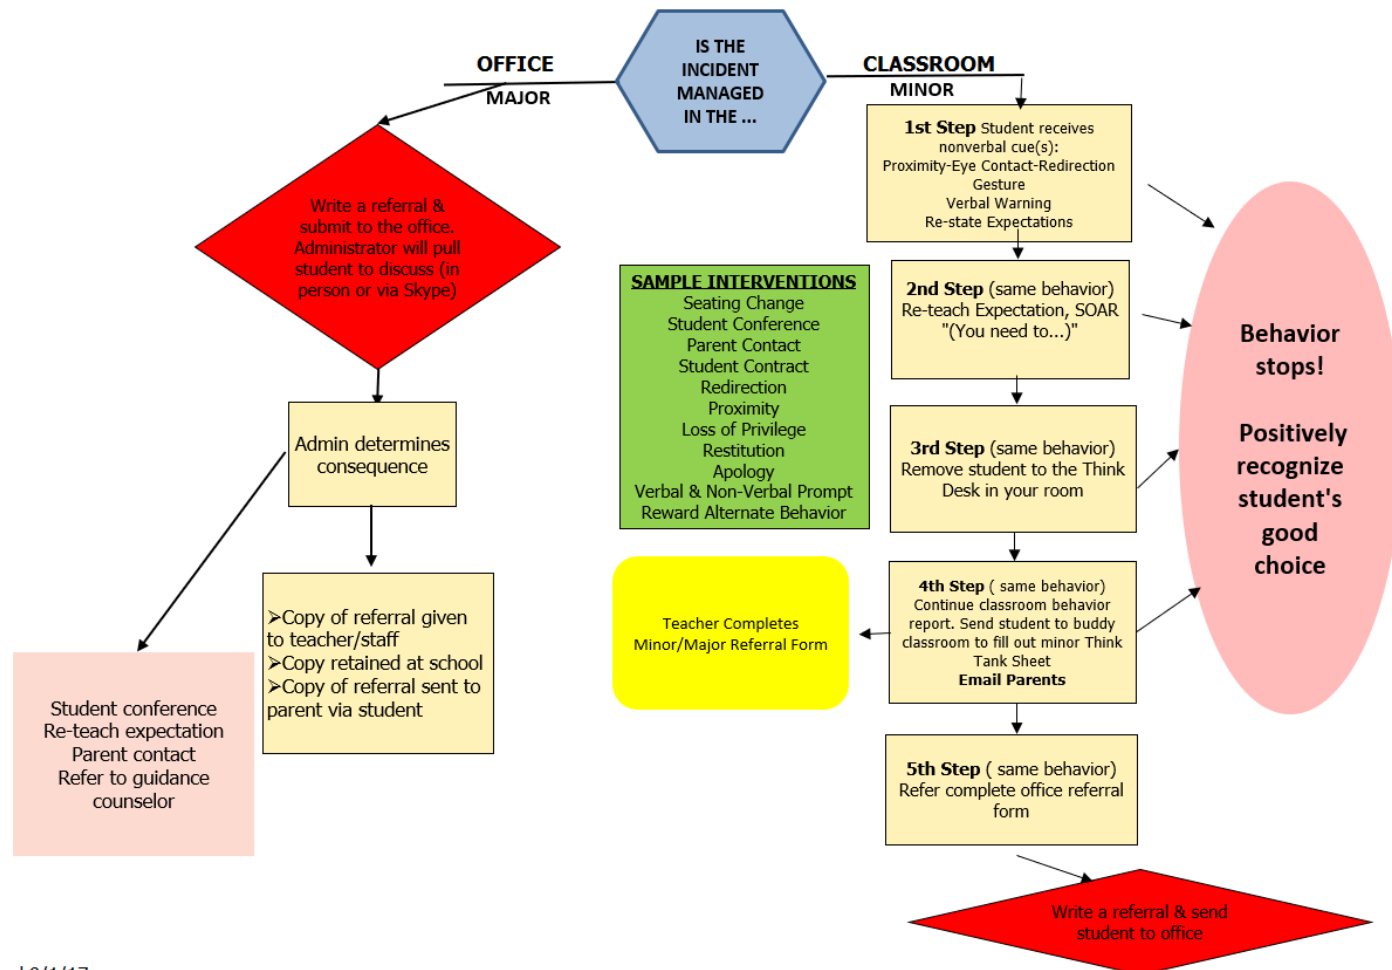 IS THE
INCIDENT
MANAGED
IN THE ...
OFFICE
MAJOR
CLASSROOM
MINOR
Write a referral &
submit to the office.
Administrator will pull
student to discuss (in
person or via Skype)
Admin determines
consequence
➢Copy of referral given
to teacher/staff
➢Copy retained at school
➢Copy of referral sent to
parent via student
Student conference
Re-teach expectation
Parent contact
Refer to guidance
counselor
SAMPLE INTERVENTIONS
Seating Change
Student Conference
Parent Contact
Student Contract
Redirection
Proximity
Loss of Privilege
Restitution
Apology
Verbal & Non-Verbal Prompt
Reward Alternate Behavior
Teacher Completes
Minor/Major Referral Form
1st Step Student receives
nonverbal cue(s):
Proximity-Eye Contact-Redirection
Gesture
Verbal Warning
Re-state Expectations
2nd Step (same behavior)
Re-teach Expectation, SOAR
"(You need to...)"
3rd Step (same behavior)
Remove student to the Think
Desk in your room
4th Step ( same behavior)
Continue classroom behavior
report. Send student to buddy
classroom to fill out minor Think
Tank Sheet
Email Parents
5th Step ( same behavior)
Refer complete office referral
form
Write a referral & send
student to office
Behavior
stops!
Positively
recognize
student's
good
choice